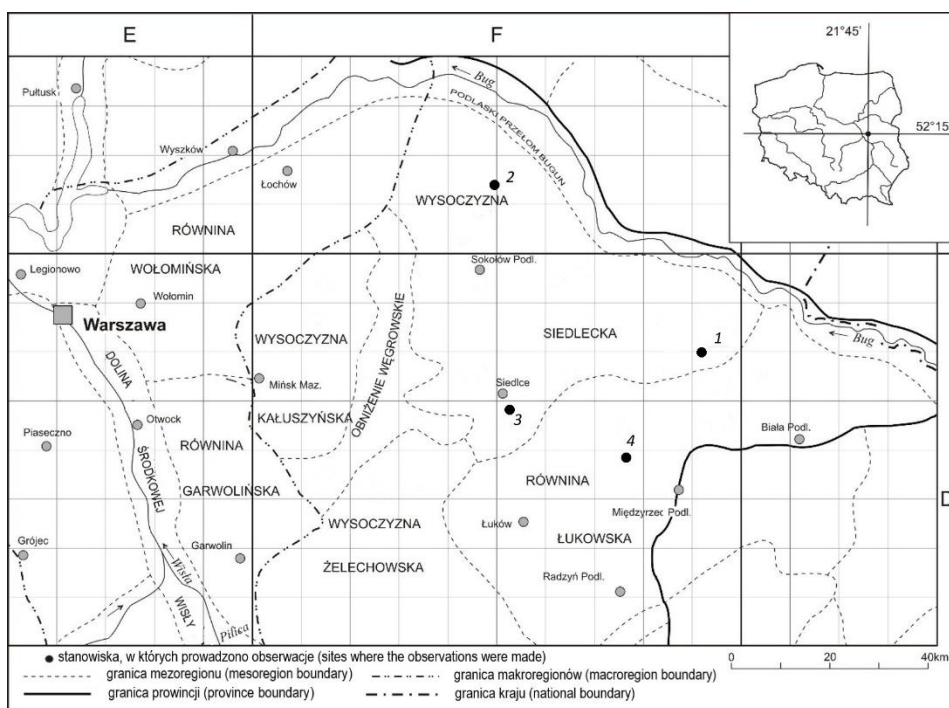 E
F
21°45'
52°15'
Pułtusk
Bug
PODLASKI PRZEŁOM BUGUN
Wyszków
Łochów
2
WYSOCZYZNA
RÓWNINA
Legionowo
WOŁOMIŃSKA
Sokołów Podl.
Wołomin
Warszawa
WYSOCZYZNA
SIEDLECKA
Bug
1
DOLINA
OBNIŻENIE WĘGROWSKIE
Mińsk Maz.
Siedlce
KAŁUSZYŃSKA
3
Otwock
Piaseczno
ŚRODKOWEJ
RÓWNINA
4
Biała Podl.
GARWOLIŃSKA
RÓWNINA
Międzyrzec Podl.
D
WYSOCZYZNA
Łuków
ŁUKOWSKA
Grójec
Garwolin
ŻELECHOWSKA
Wisła
WISŁY
Radzyń Podl.
Pilica
stanowiska, w których prowadzono obserwacje (sites where the observations were made)
granica mezoregionu (mesoregion boundary)
granica makroregionów (macroregion boundary)
granica prowincji (province boundary)
granica kraju (national boundary)
0 20 40km